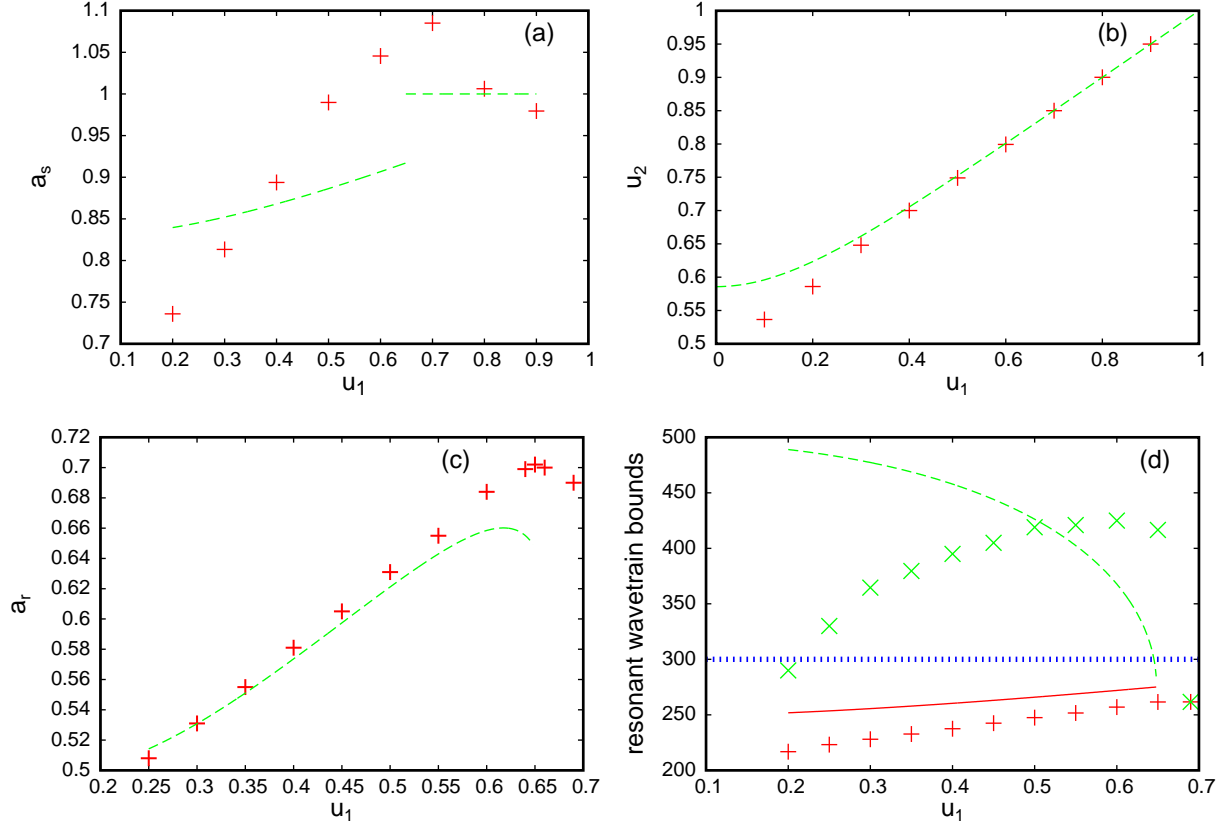 1.1
(a)
1.05
1
0.95
a_s
0.9
0.85
0.8
0.75
0.7
0.1 0.2 0.3 0.4 0.5 0.6 0.7 0.8 0.9 1
u_1
(b)
0.95
0.9
0.85
0.8
u_2
0.75
0.7
0.65
0.6
0.55
0.5
0 0.2 0.4 0.6 0.8 1
u_1
0.72
(c)
0.7
0.68
0.66
0.64
0.62
a_r
0.6
0.58
0.56
0.54
0.52
0.5
0.2 0.25 0.3 0.35 0.4 0.45 0.5 0.55 0.6 0.65 0.7
u_1
500
(d)
450
400
resonant wavetrain bounds
350
300
250
200
0.1 0.2 0.3 0.4 0.5 0.6 0.7
u_1